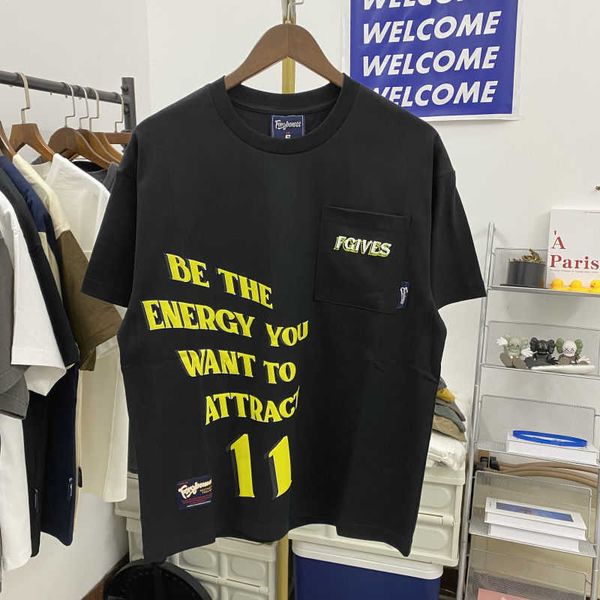 WELCOME
WELCOME
WELCOME
WELCOME
FGIVES
BE THE
ENERGY YOU
WANT TO
ATTRACT
11
À
Paris